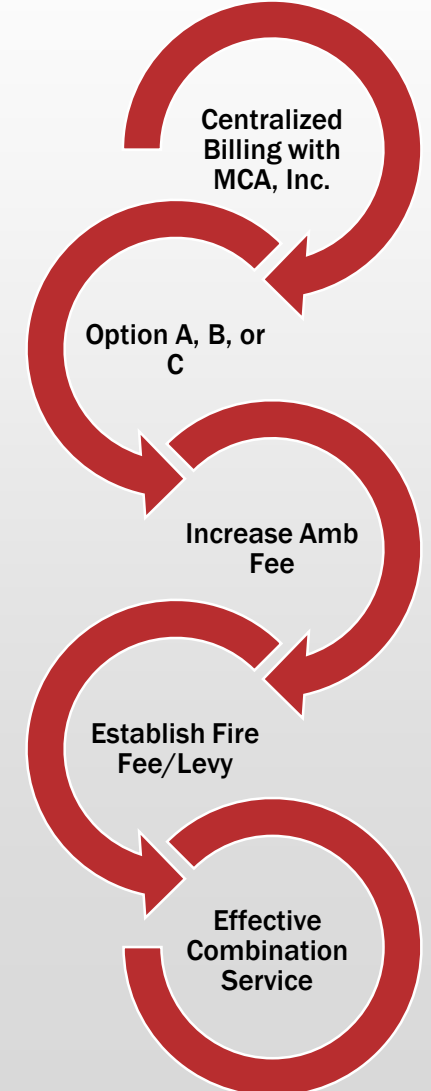 Centralized
Billing with
MCA, Inc.
Option A, B, or
C
Increase Amb
Fee
Establish Fire
Fee/Levy
Effective
Combination
Service